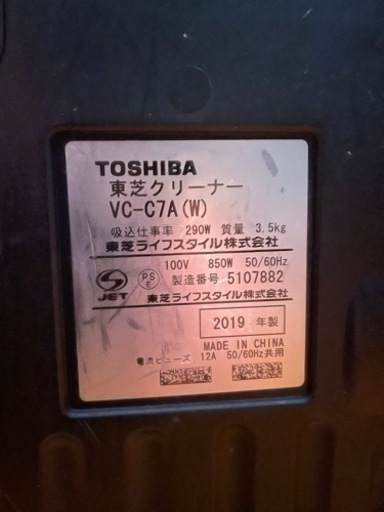 TOSHIBA
東芝クリーナー
VC-C7A(W)
吸込仕事率 290W 質量 3.5kg
東芝ライフスタイル株式会社
100V 850W 50/60Hz
JET PSE 製造番号 5107882
東芝ライフスタイル株式会社
2019 年製
MADE IN CHINA
電流ヒューズ 12A 50/60Hz共用